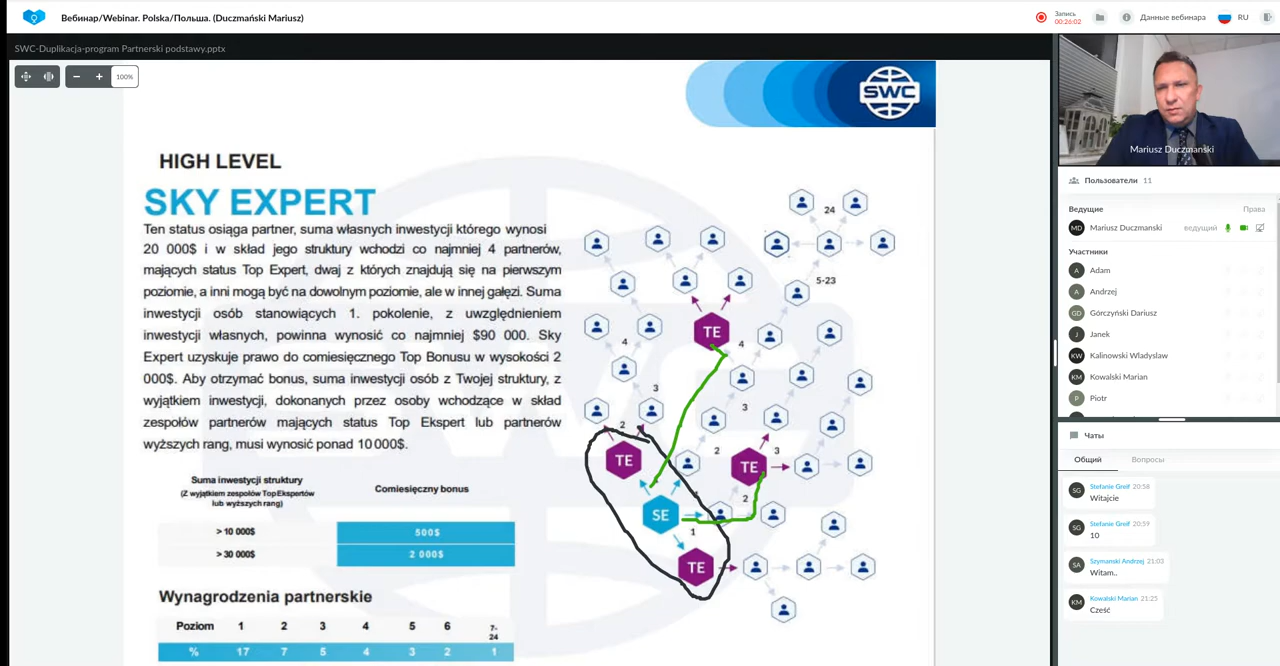 Вебинар/Webinar. Polska/Польша. (Duczmański Mariusz)
Запись
00:26:02
Данные вебинара
RU
SWC-Duplikacja-program Partnerski podstawy.pptx
100%
SWC
HIGH LEVEL
SKY EXPERT
Ten status osiąga partner, suma własnych inwestycji którego wynosi
20 000$ i w skład jego struktury wchodzi co najmniej 4 partnerów,
mających status Top Expert, dwaj z których znajdują się na pierwszym
poziomie, a inni mogą być na dowolnym poziomie, ale w innej gałęzi. Suma
inwestycji osób stanowiących 1. pokolenie, z uwzględnieniem
inwestycji własnych, powinna wynosić co najmniej $90 000. Sky
Expert uzyskuje prawo do comiesięcznego Top Bonusu w wysokości 2
000$. Aby otrzymać bonus, suma inwestycji osób z Twojej struktury, z
wyjątkiem inwestycji, dokonanych przez osoby wchodzące w skład
zespołów partnerów mających status Top Ekspert lub partnerów
wyższych rang, musi wynosić ponad 10 000$.
Suma inwestycji struktury
(Z wyjątkiem zespołów TopEkspertów
lub wyższych rang)
Comiesięczny bonus
> 10 000$
500$
> 30 000$
2 000$
Wynagrodzenia partnerskie
Poziom 1 2 3 4 5 6 7-
24
% 17 7 5 4 3 2 1
24
5-23
TE
4
4
3
3
2
2
TE
TE
3
2
SE
1
TE
Mariusz Duczmański
Пользователи 11
Ведущие
Права
MD
Mariusz Duczmanski
ведущий
Участники
A
Adam
A
Andrzej
GD
Górczyński Dariusz
J
Janek
KW
Kalinowski Wladyslaw
KM
Kowalski Marian
P
Piotr
Чаты
Общий
Вопросы
SG
Stefanie Greif 20:58
Witajcie
SG
Stefanie Greif 20:59
10
SA
Szymanski Andrzej 21:03
Witam..
KM
Kowalski Marian 21:25
Cześć